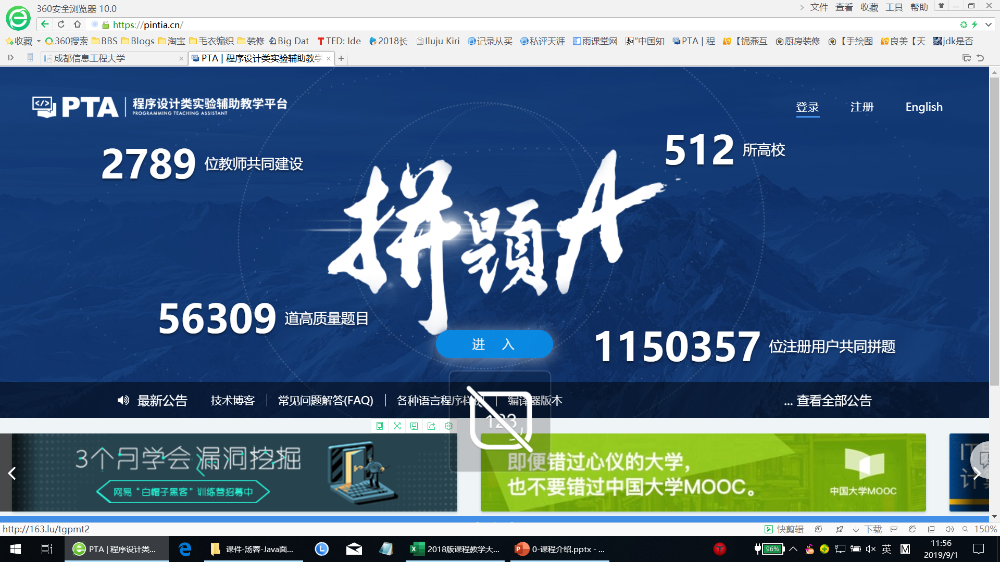 360安全浏览器 10.0
文件 查看 收藏 工具 帮助
https://pintia.cn/
收藏 360搜索 BBS Blogs 淘宝 毛衣编织 装修 Big Dat TED: Ide 2018长 Iluju Kiri 记录从买 私评天涯 雨课堂网 "中国知 PTA | 程 【锦燕互 厨房装修 【手绘图 良美【天 jdk是否
成都信息工程大学
PTA | 程序设计类实验辅助教学
PTA 程序设计类实验辅助教学平台
PROGRAMMING TEACHING ASSISTANT
登录 注册 English
2789 位教师共同建设
512 所高校
拼题A
56309 道高质量题目
进 入
1150357 位注册用户共同拼题
最新公告 技术博客 常见问题解答(FAQ) 各种语言程序样例 编译器版本 ... 查看全部公告
123
3个月学会漏洞挖掘
网易“白帽子黑客”训练营招募中
即便错过心仪的大学，
也不要错过中国大学MOOC。
中国大学MOOC
http://163.lu/tgpmt2
快剪辑 下载 150%
PTA | 程序设计类...
课件-汤蓉-Java面...
2018版课程教学大...
0-课程介绍.pptx - ...
96%
英 M
11:56
2019/9/1